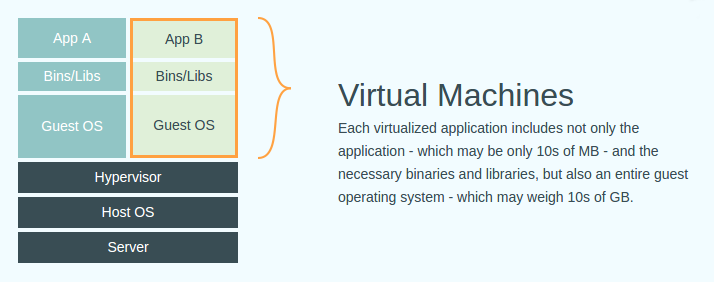 App A
App B
Bins/Libs
Bins/Libs
Guest OS
Guest OS
Hypervisor
Host OS
Server
Virtual Machines
Each virtualized application includes not only the
application - which may be only 10s of MB - and the
necessary binaries and libraries, but also an entire guest
operating system - which may weigh 10s of GB.